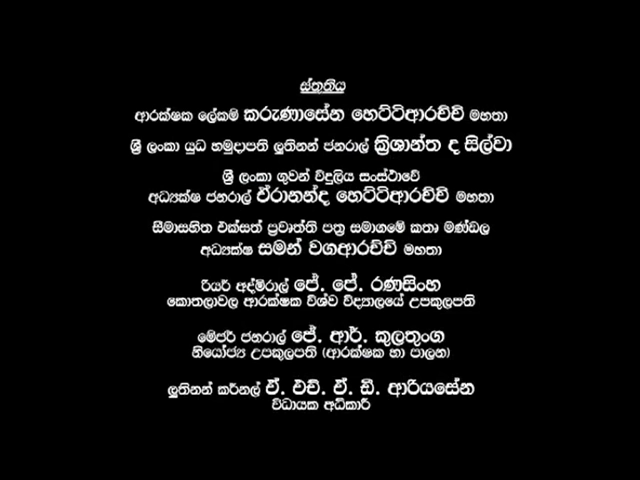 ස්තූතිය
ආරක්ෂක ලේකම් කරුණාසේන හෙට්ටිආරච්චි මහතා
ශ්‍රී ලංකා යුධ හමුදාපති ලුතිනන් ජනරාල් ක්‍රිශාන්ත ද සිල්වා
ශ්‍රී ලංකා ගුවන් විදුලිය සංස්ථාවේ
අධ්‍යක්ෂ ජනරාල් ඒරානන්ද හෙට්ටිආරච්චි මහතා
සීමාසහිත එක්සත් ප්‍රවෘත්ති පත්‍ර සමාගමේ කතෘ මණ්ඩල
අධ්‍යක්ෂ සමන් වගආරච්චි මහතා
රියර් අද්මිරාල් ජේ. ජේ. රණසිංහ
කොතලාවල ආරක්ෂක විශ්ව විද්‍යාලයේ උපකුලපති
මේජර් ජනරාල් ජේ. ආර්. කුලතුංග
නියෝජ්‍ය උපකුලපති (ආරක්ෂක හා පාලන)
ලුතිනන් කර්නල් ඒ. එච්. ඒ. ඩී. ආරියසේන
විධායක අධිකාරී